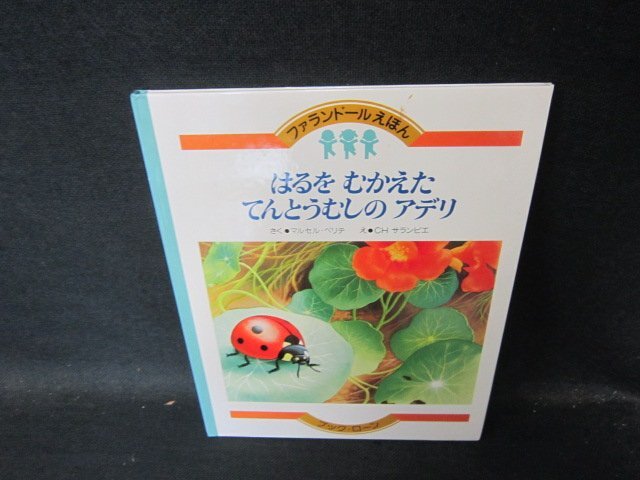 ファランドールえほん
はるを むかえた
てんとうむしの アデリ
さく●マルセル・ベリテ え●CH サランビエ
ブック・ローン